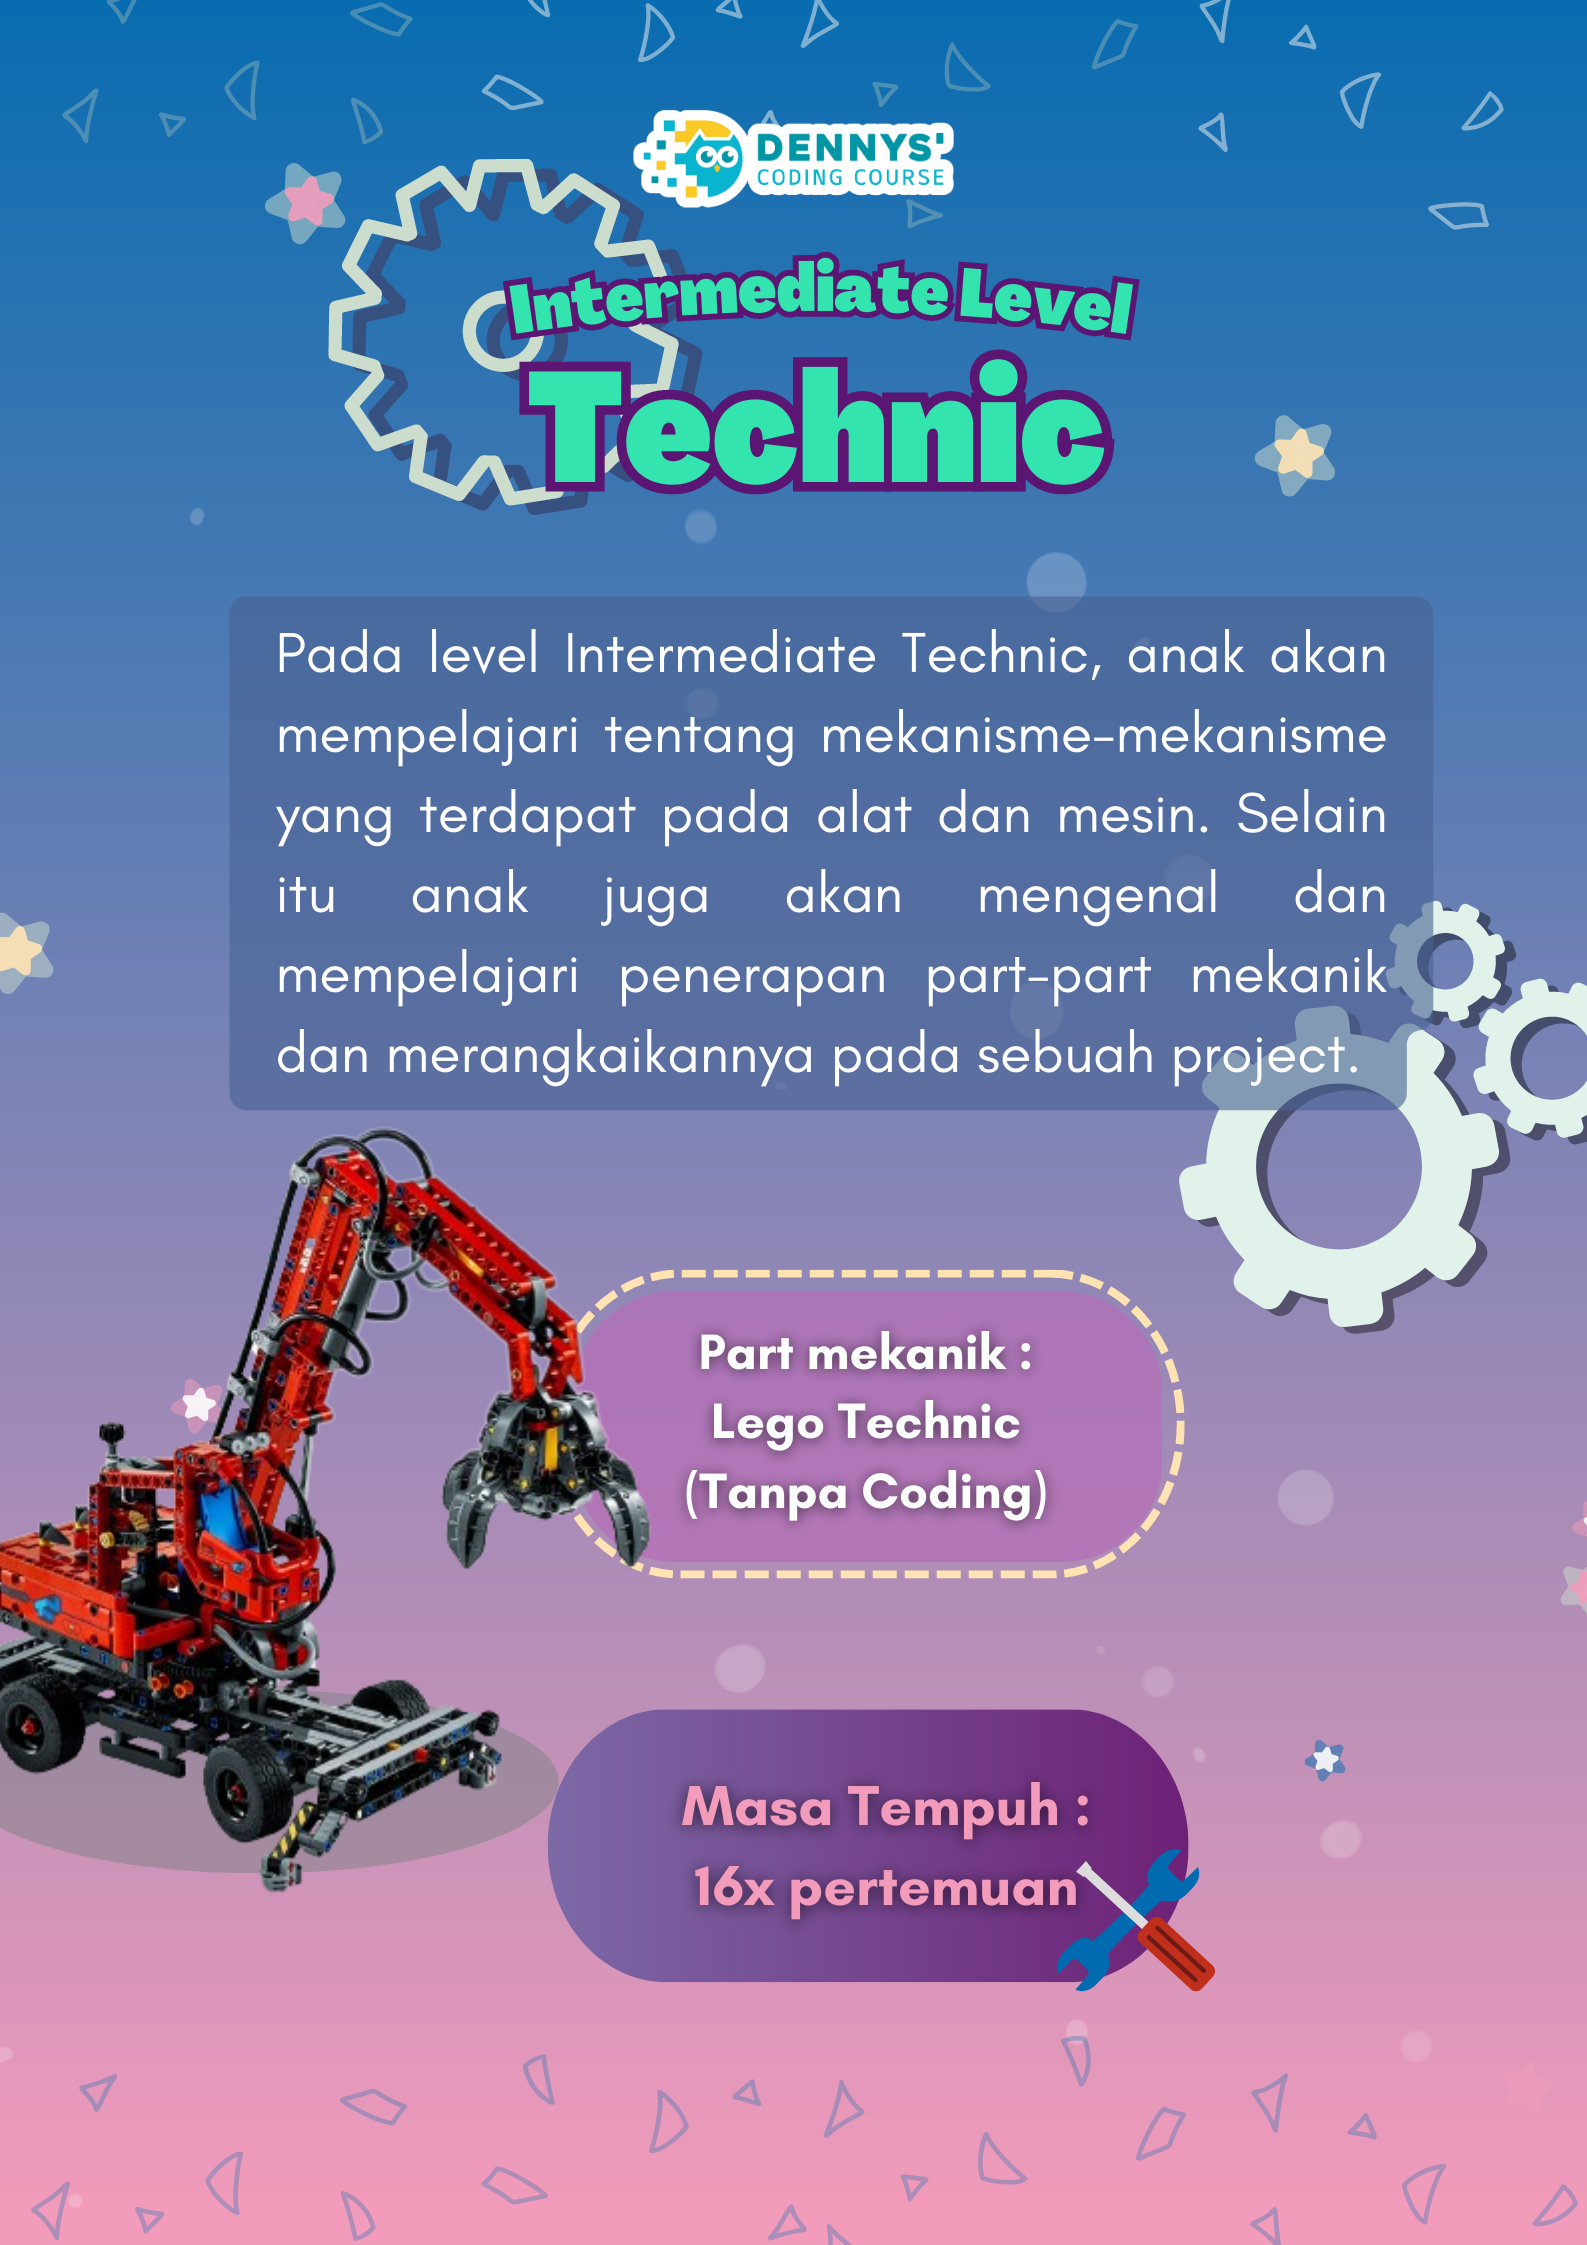 DENNYS'
CODING COURSE
Intermediate Level
Technic
Pada level Intermediate Technic, anak akan
mempelajari tentang mekanisme-mekanisme
yang terdapat pada alat dan mesin. Selain
itu anak juga akan mengenal dan
mempelajari penerapan part-part mekanik
dan merangkaikannya pada sebuah project.
Part mekanik :
Lego Technic
(Tanpa Coding)
Masa Tempuh :
16x pertemuan